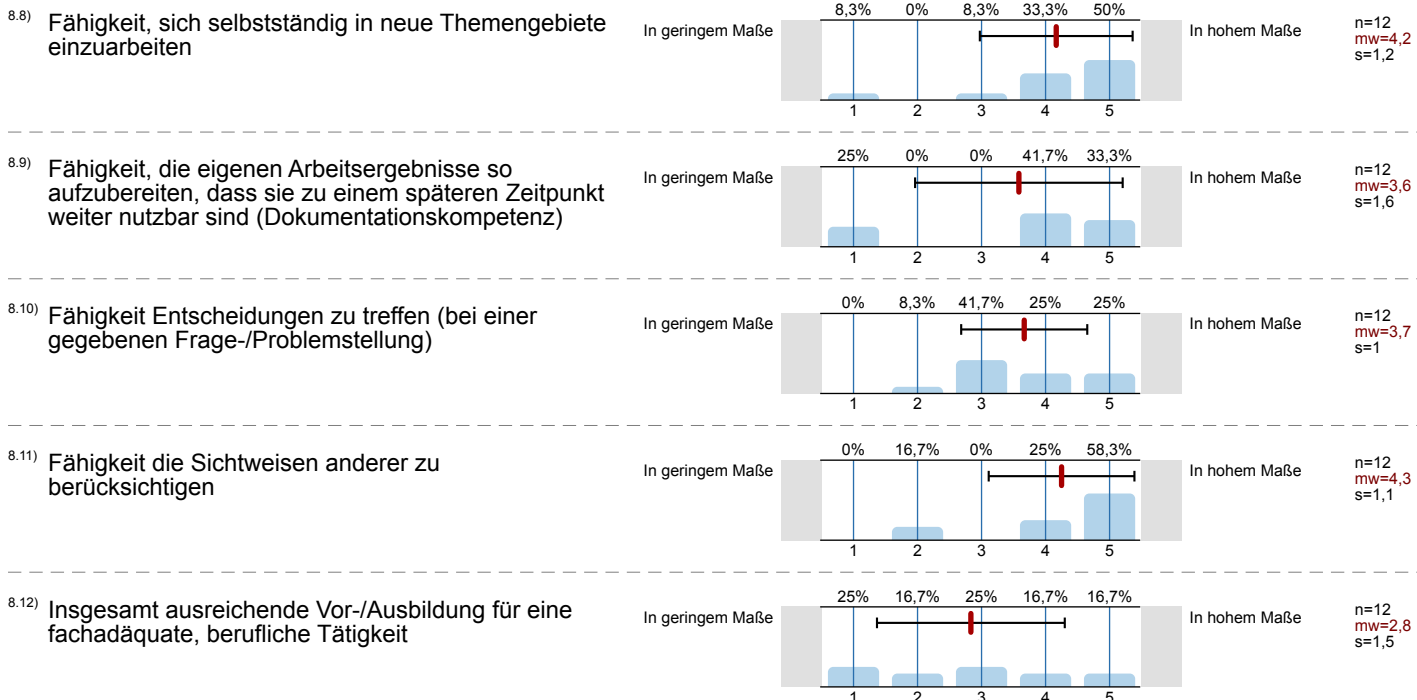 8.8) Fähigkeit, sich selbstständig in neue Themengebiete
einzuarbeiten
In geringem Maße
8,3% 0% 8,3% 33,3% 50%
1 2 3 4 5
In hohem Maße
n=12
mw=4,2
s=1,2
8.9) Fähigkeit, die eigenen Arbeitsergebnisse so
aufzubereiten, dass sie zu einem späteren Zeitpunkt
weiter nutzbar sind (Dokumentationskompetenz)
In geringem Maße
25% 0% 0% 41,7% 33,3%
1 2 3 4 5
In hohem Maße
n=12
mw=3,6
s=1,6
8.10) Fähigkeit Entscheidungen zu treffen (bei einer
gegebenen Frage-/Problemstellung)
In geringem Maße
0% 8,3% 41,7% 25% 25%
1 2 3 4 5
In hohem Maße
n=12
mw=3,7
s=1
8.11) Fähigkeit die Sichtweisen anderer zu
berücksichtigen
In geringem Maße
0% 16,7% 0% 25% 58,3%
1 2 3 4 5
In hohem Maße
n=12
mw=4,3
s=1,1
8.12) Insgesamt ausreichende Vor-/Ausbildung für eine
fachadäquate, berufliche Tätigkeit
In geringem Maße
25% 16,7% 25% 16,7% 16,7%
1 2 3 4 5
In hohem Maße
n=12
mw=2,8
s=1,5